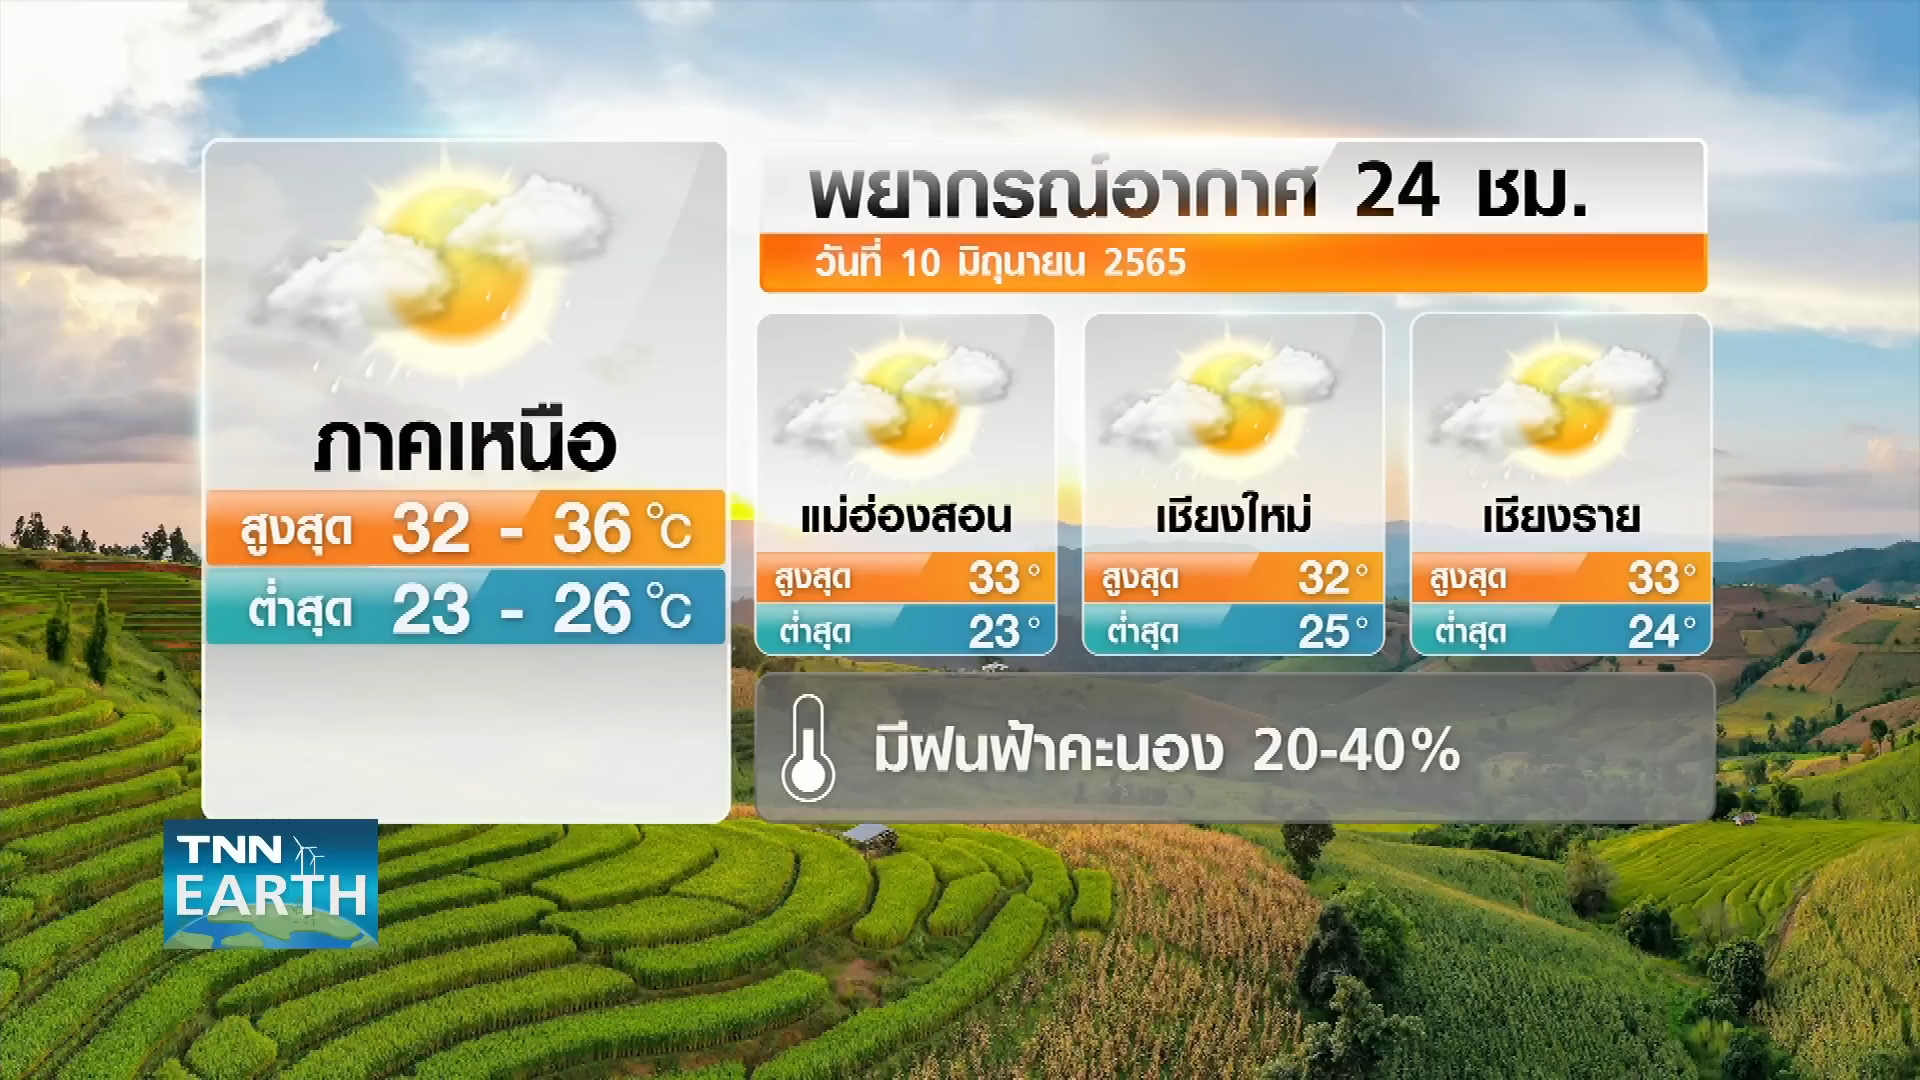 พยากรณ์อากาศ 24 ชม.
วันที่ 10 มิถุนายน 2565
ภาคเหนือ
สูงสุด 32 - 36 °C
ต่ำสุด 23 - 26 °C
แม่ฮ่องสอน
สูงสุด 33°
ต่ำสุด 23°
เชียงใหม่
สูงสุด 32°
ต่ำสุด 25°
เชียงราย
สูงสุด 33°
ต่ำสุด 24°
มีฝนฟ้าคะนอง 20-40%
TNN
EARTH